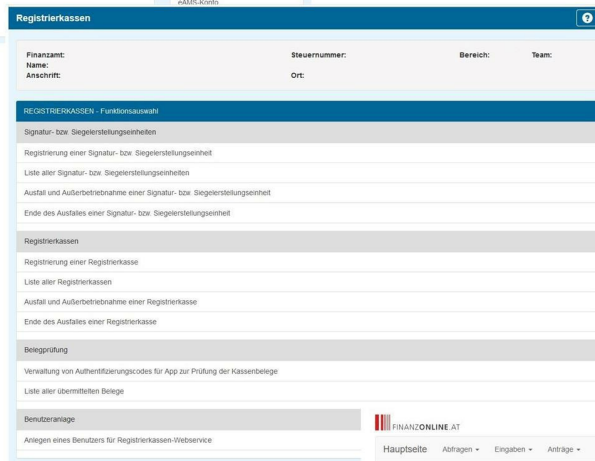 eAMS-Konto
Registrierkassen
?
Finanzamt: Steuernummer: Bereich: Team:
Name:
Anschrift: Ort:
REGISTRIERKASSEN - Funktionsauswahl
Signatur- bzw. Siegelerstellungseinheiten
Registrierung einer Signatur- bzw. Siegelerstellungseinheit
Liste aller Signatur- bzw. Siegelerstellungseinheiten
Ausfall und Außerbetriebnahme einer Signatur- bzw. Siegelerstellungseinheit
Ende des Ausfalles einer Signatur- bzw. Siegelerstellungseinheit
Registrierkassen
Registrierung einer Registrierkasse
Liste aller Registrierkassen
Ausfall und Außerbetriebnahme einer Registrierkasse
Ende des Ausfalles einer Registrierkasse
Belegprüfung
Verwaltung von Authentifizierungscodes für App zur Prüfung der Kassenbelege
Liste aller übermittelten Belege
Benutzeranlage
Anlegen eines Benutzers für Registrierkassen-Webservice
FINANZONLINE.AT
Hauptseite Abfragen Eingaben Anträge